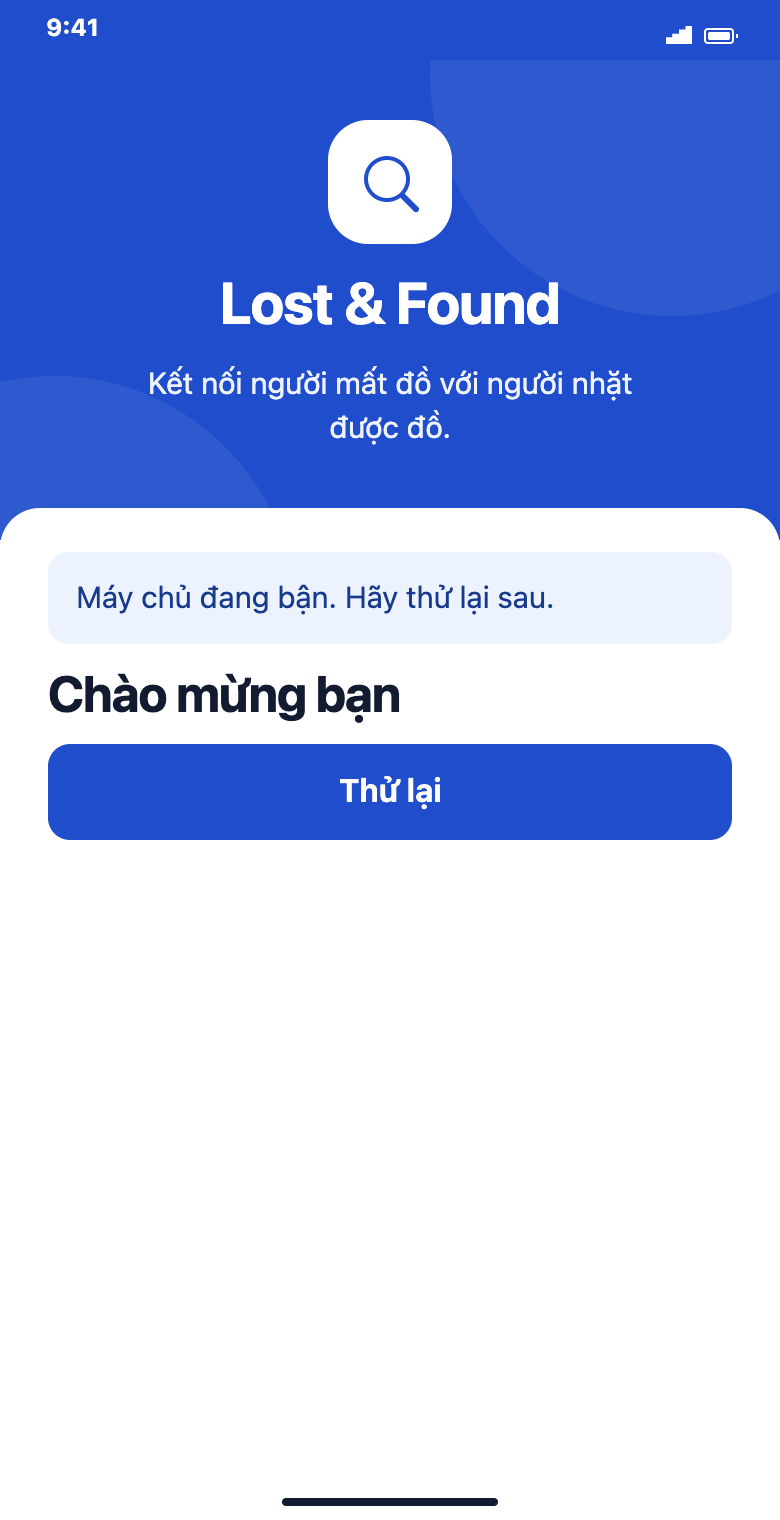 9:41
Lost & Found
Kết nối người mất đồ với người nhặt
được đồ.
Máy chủ đang bận. Hãy thử lại sau.
Chào mừng bạn
Thử lại